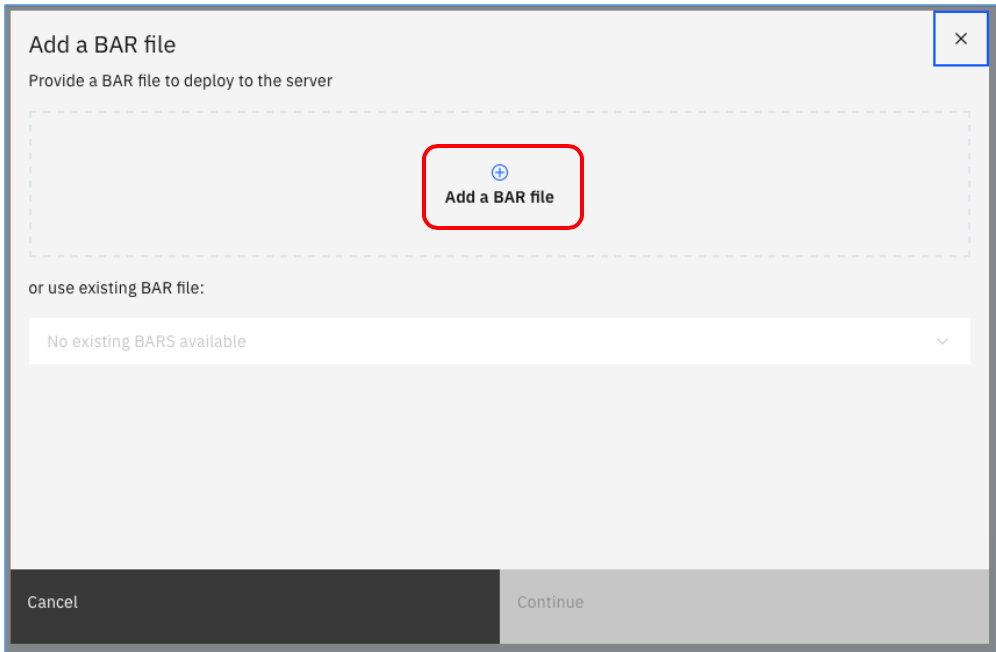 Add a BAR file
Provide a BAR file to deploy to the server
Add a BAR file
or use existing BAR file:
No existing BARS available
Cancel
Continue